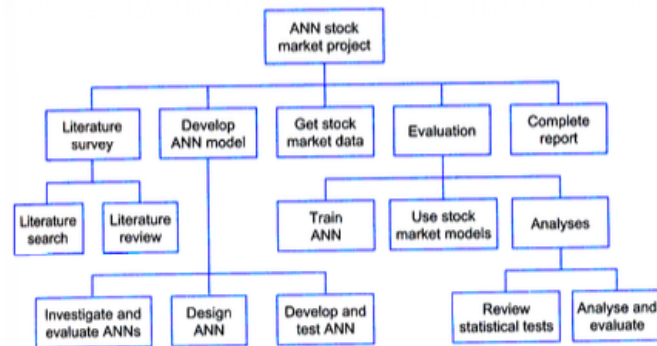 ANN stock
market project
Literature
survey
Develop
ANN model
Get stock
market data
Evaluation
Complete
report
Literature
search
Literature
review
Train
ANN
Use stock
market models
Analyses
Investigate and
evaluate ANNs
Design
ANN
Develop and
test ANN
Review
statistical tests
Analyse and
evaluate